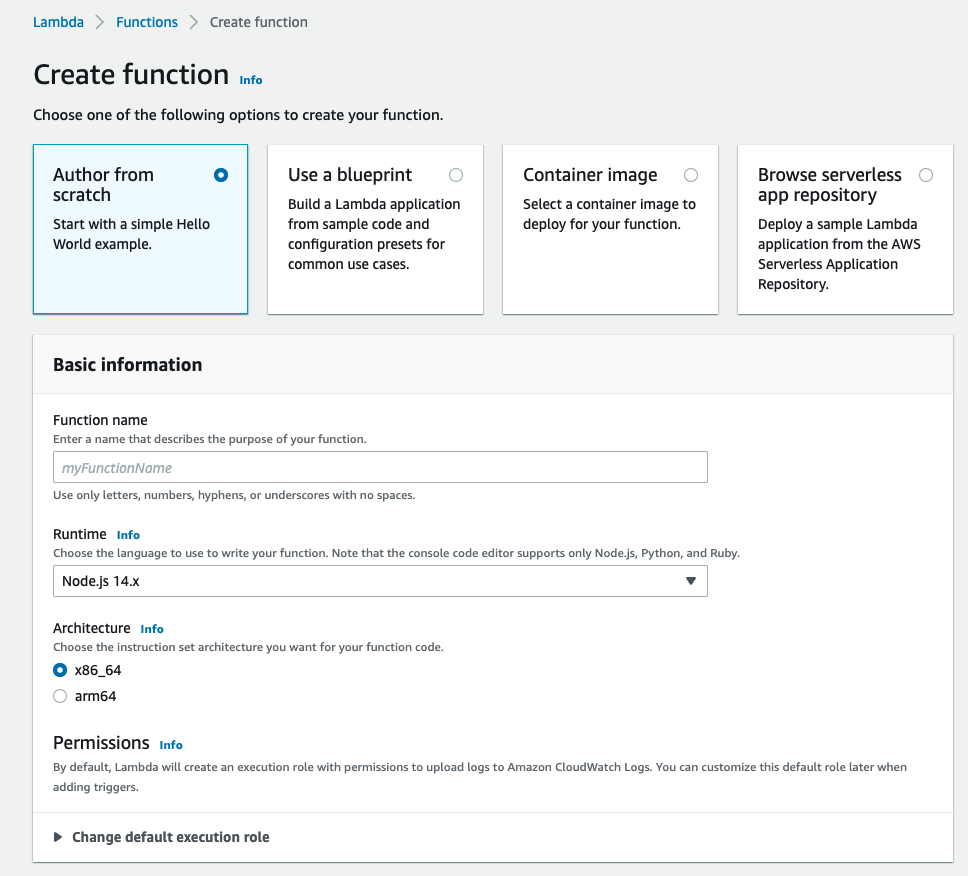 Lambda > Functions > Create function
Create function Info
Choose one of the following options to create your function.
Author from
scratch
Start with a simple Hello
World example.
Use a blueprint
Build a Lambda application
from sample code and
configuration presets for
common use cases.
Container image
Select a container image to
deploy for your function.
Browse serverless
app repository
Deploy a sample Lambda
application from the AWS
Serverless Application
Repository.
Basic information
Function name
Enter a name that describes the purpose of your function.
myFunctionName
Use only letters, numbers, hyphens, or underscores with no spaces.
Runtime Info
Choose the language to use to write your function. Note that the console code editor supports only Node.js, Python, and Ruby.
Node.js 14.x
Architecture Info
Choose the instruction set architecture you want for your function code.
x86_64
arm64
Permissions Info
By default, Lambda will create an execution role with permissions to upload logs to Amazon CloudWatch Logs. You can customize this default role later when
adding triggers.
Change default execution role